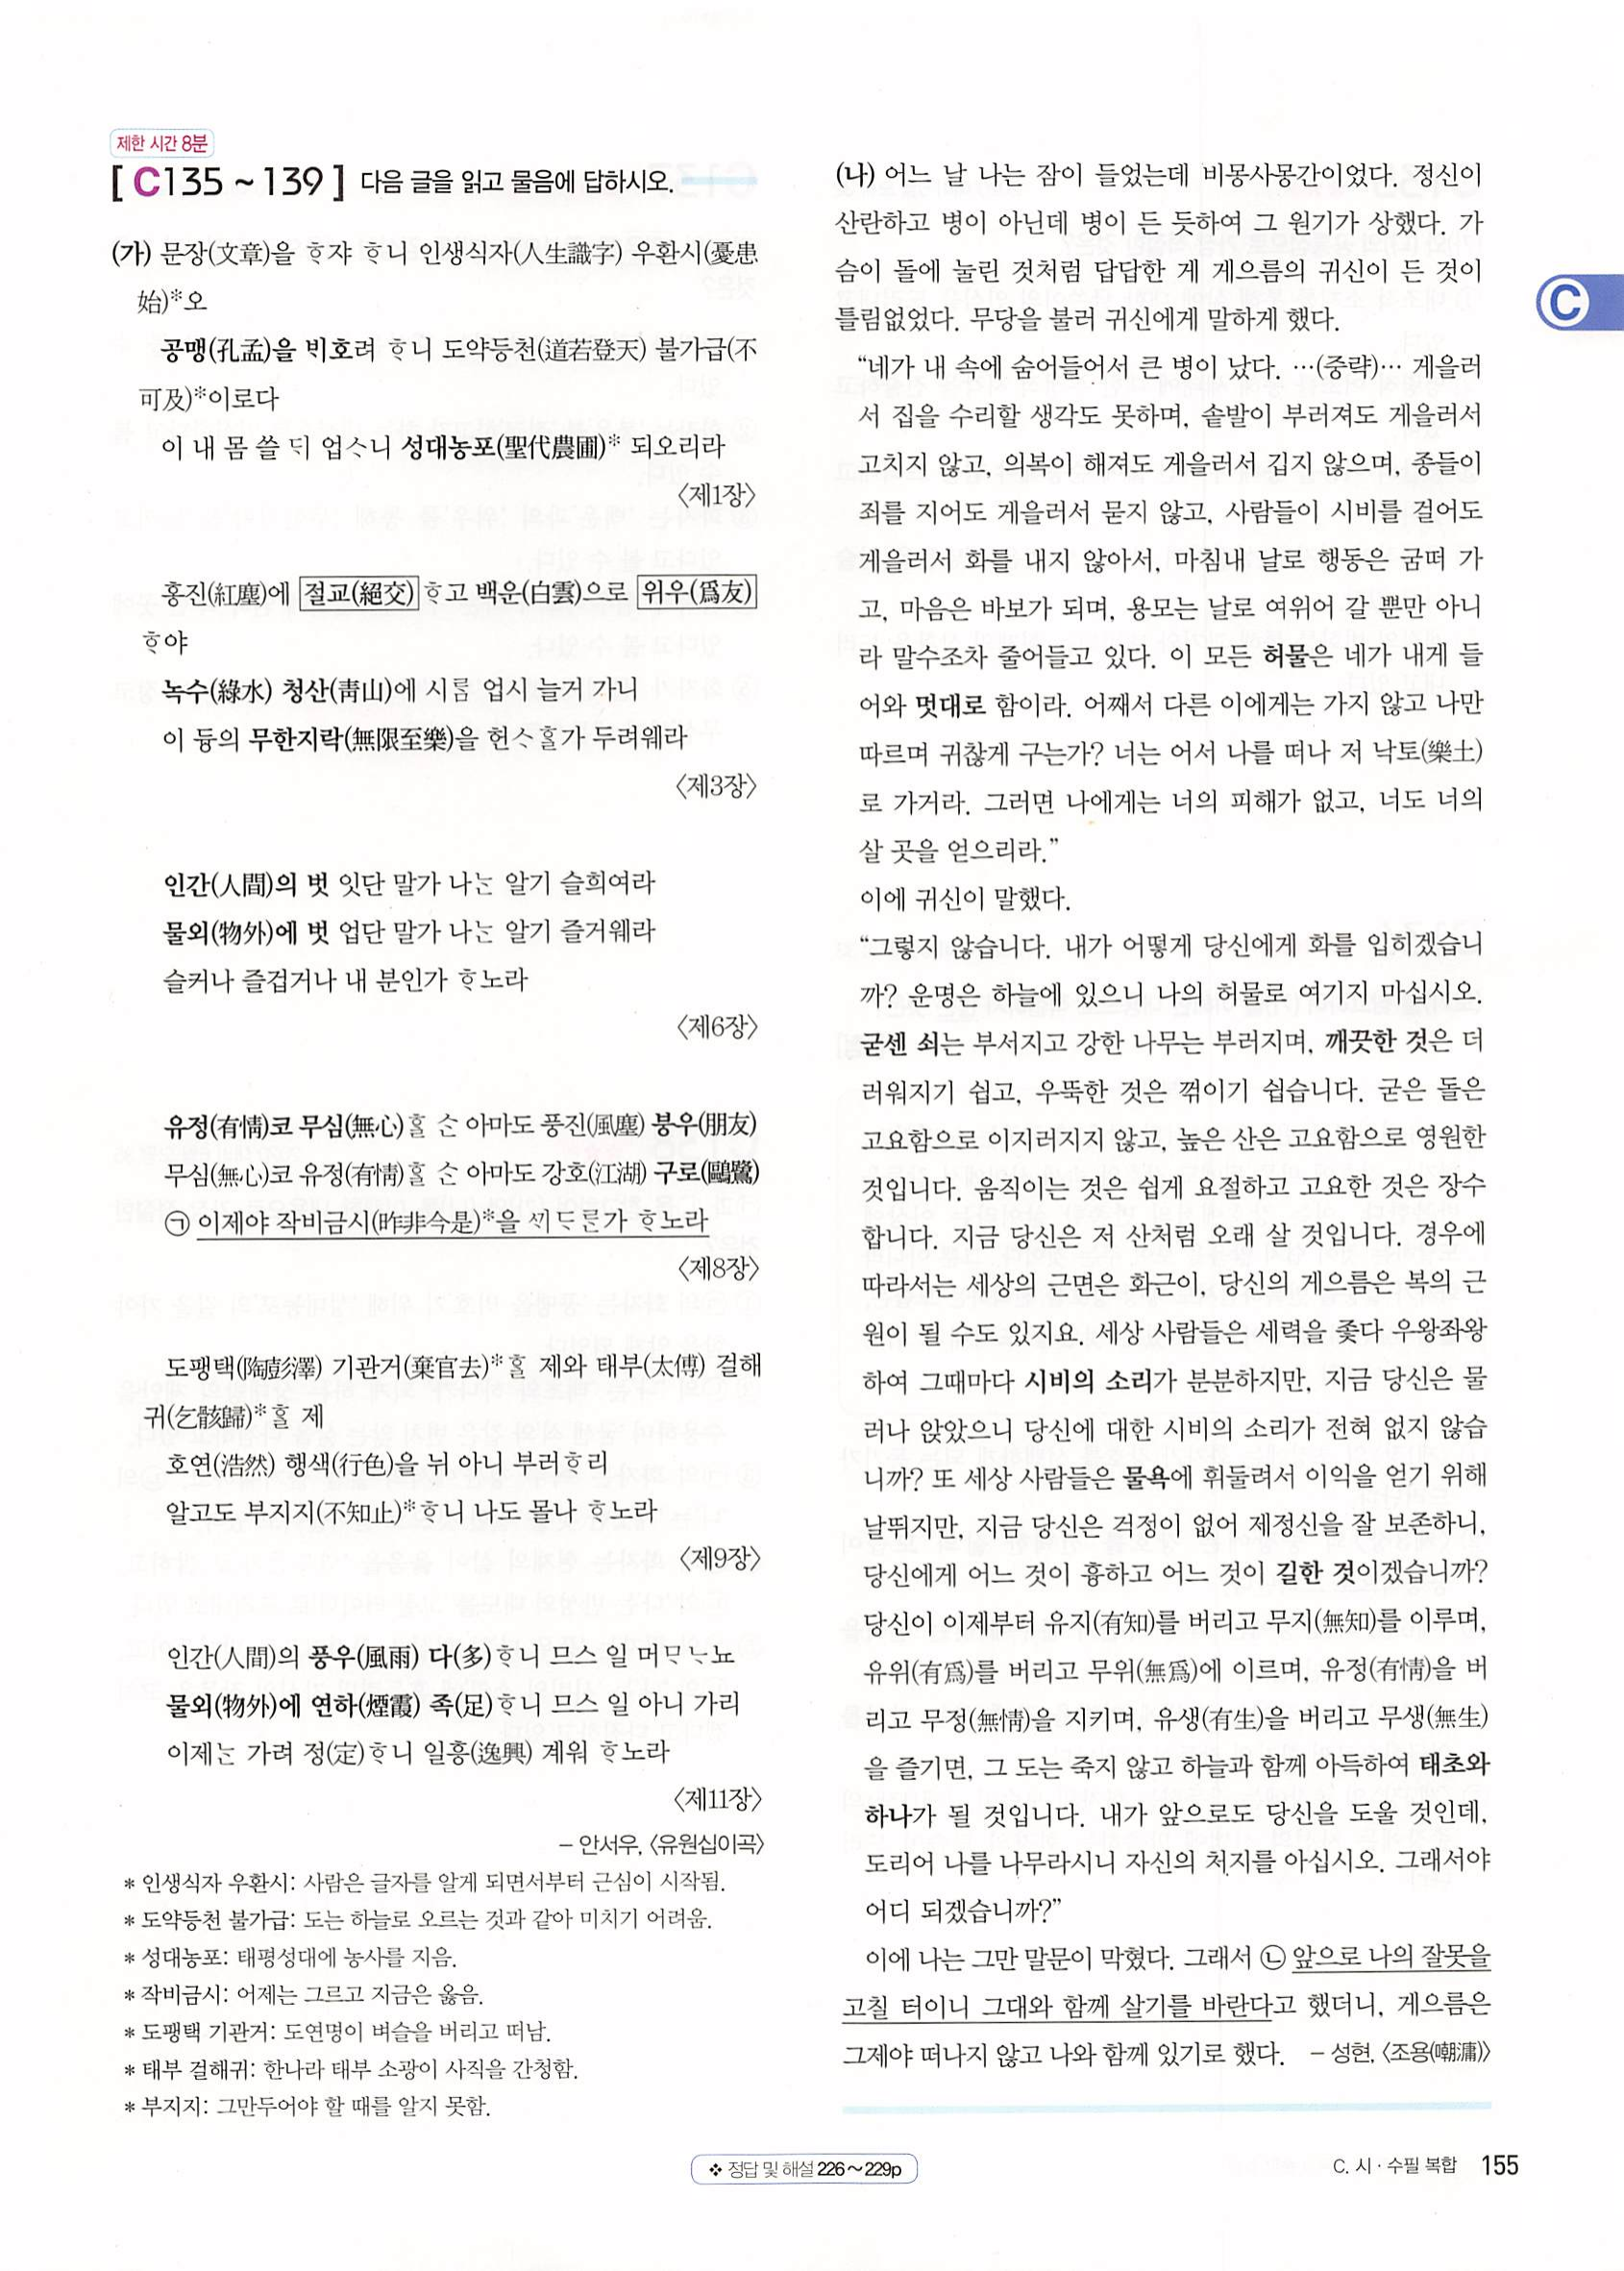 제한 시간 8분
[ C135 ~ 139 ] 다음 글을 읽고 물음에 답하시오.
(가) 문장(文章)을 ᄒᆞ쟈 ᄒᆞ니 인생식자(人生識字) 우환시(憂患
始)*오
공맹(孔孟)을 ᄇᆡ호려 ᄒᆞ니 도약등천(道若登天) 불가급(不
可及)*이로다
이 내 몸 쓸 ᄃᆡ 업ᄉᆞ니 성대농포(聖代農圃)* 되오리라
〈제1장〉
홍진(紅塵)에 절교(絕交)ᄒᆞ고 백운(白雲)으로 위우(爲友)
ᄒᆞ야
녹수(綠水) 청산(靑山)에 시ᄅᆞᆷ 업시 늘거 가니
이 듕의 무한지락(無限至樂)을 헌ᄉᆞᄒᆞᆯ가 두려웨라
〈제3장〉
인간(人間)의 벗 잇단 말가 나ᄂᆞᆫ 알기 슬희여라
물외(物外)에 벗 업단 말가 나ᄂᆞᆫ 알기 즐거웨라
슬커나 즐겁거나 내 분인가 ᄒᆞ노라
〈제6장〉
유정(有情)코 무심(無心)ᄒᆞᆯ ᄉᆞᆫ 아마도 풍진(風塵) 붕우(朋友)
무심(無心)코 유정(有情)ᄒᆞᆯ ᄉᆞᆫ 아마도 강호(江湖) 구로(鷗鷺)
㉠ 이제야 작비금시(昨非今是)*을 ᄭᆡᄃᆞᄅᆞᆫ가 ᄒᆞ노라
〈제8장〉
도팽택(陶彭澤) 기관거(棄官去)*ᄒᆞᆯ 제와 태부(太傅) 걸해
귀(乞骸歸)*ᄒᆞᆯ 제
호연(浩然) 행색(行色)을 뉘 아니 부러ᄒᆞ리
알고도 부지지(不知止)*ᄒᆞ니 나도 몰나 ᄒᆞ노라
〈제9장〉
인간(人間)의 풍우(風雨) 다(多)ᄒᆞ니 므스 일 머므ᄂᆞ뇨
물외(物外)에 연하(煙霞) 족(足)ᄒᆞ니 므스 일 아니 가리
이제ᄂᆞᆫ 가려 정(定)ᄒᆞ니 일흥(逸興) 계워 ᄒᆞ노라
〈제11장〉
– 안서우, 〈유원십이곡〉
* 인생식자 우환시: 사람은 글자를 알게 되면서부터 근심이 시작됨.
* 도약등천 불가급: 도는 하늘로 오르는 것과 같아 미치기 어려움.
* 성대농포: 태평성대에 농사를 지음.
* 작비금시: 어제는 그르고 지금은 옳음.
* 도팽택 기관거: 도연명이 벼슬을 버리고 떠남.
* 태부 걸해귀: 한나라 태부 소광이 사직을 간청함.
* 부지지: 그만두어야 할 때를 알지 못함.
(나) 어느 날 나는 잠이 들었는데 비몽사몽간이었다. 정신이
산란하고 병이 아닌데 병이 든 듯하여 그 원기가 상했다. 가
슴이 돌에 눌린 것처럼 답답한 게 게으름의 귀신이 든 것이
틀림없었다. 무당을 불러 귀신에게 말하게 했다.
“네가 내 속에 숨어들어서 큰 병이 났다. …(중략)… 게을러
서 집을 수리할 생각도 못하며, 솥발이 부러져도 게을러서
고치지 않고, 의복이 해져도 게을러서 깁지 않으며, 종들이
죄를 지어도 게을러서 묻지 않고, 사람들이 시비를 걸어도
게을러서 화를 내지 않아서, 마침내 날로 행동은 굼떠 가
고, 마음은 바보가 되며, 용모는 날로 여위어 갈 뿐만 아니
라 말수조차 줄어들고 있다. 이 모든 허물은 네가 내게 들
어와 멋대로 함이라. 어째서 다른 이에게는 가지 않고 나만
따르며 귀찮게 구는가? 너는 어서 나를 떠나 저 낙토(樂土)
로 가거라. 그러면 나에게는 너의 피해가 없고, 너도 너의
살 곳을 얻으리라.”
이에 귀신이 말했다.
“그렇지 않습니다. 내가 어떻게 당신에게 화를 입히겠습니
까? 운명은 하늘에 있으니 나의 허물로 여기지 마십시오.
굳센 쇠는 부서지고 강한 나무는 부러지며, 깨끗한 것은 더
러워지기 쉽고, 우뚝한 것은 꺾이기 쉽습니다. 굳은 돌은
고요함으로 이지러지지 않고, 높은 산은 고요함으로 영원한
것입니다. 움직이는 것은 쉽게 요절하고 고요한 것은 장수
합니다. 지금 당신은 저 산처럼 오래 살 것입니다. 경우에
따라서는 세상의 근면은 화근이, 당신의 게으름은 복의 근
원이 될 수도 있지요. 세상 사람들은 세력을 좇다 우왕좌왕
하여 그때마다 시비의 소리가 분분하지만, 지금 당신은 물
러나 앉았으니 당신에 대한 시비의 소리가 전혀 없지 않습
니까? 또 세상 사람들은 물욕에 휘둘려서 이익을 얻기 위해
날뛰지만, 지금 당신은 걱정이 없어 제정신을 잘 보존하니,
당신에게 어느 것이 흉하고 어느 것이 길한 것이겠습니까?
당신이 이제부터 유지(有知)를 버리고 무지(無知)를 이루며,
유위(有爲)를 버리고 무위(無爲)에 이르며, 유정(有情)을 버
리고 무정(無情)을 지키며, 유생(有生)을 버리고 무생(無生)
을 즐기면, 그 도는 죽지 않고 하늘과 함께 아득하여 태초와
하나가 될 것입니다. 내가 앞으로도 당신을 도울 것인데,
도리어 나를 나무라시니 자신의 처지를 아십시오. 그래서야
어디 되겠습니까?”
이에 나는 그만 말문이 막혔다. 그래서 ㉡ 앞으로 나의 잘못을
고칠 터이니 그대와 함께 살기를 바란다고 했더니, 게으름은
그제야 떠나지 않고 나와 함께 있기로 했다. – 성현, 〈조용(嘲慵)〉
C
❖ 정답 및 해설 226~229p
C. 시·수필 복합 155